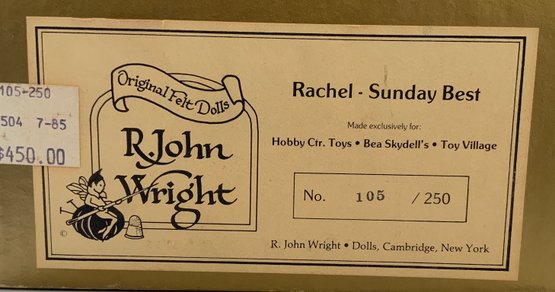 105-250
504 7-85
$450.00
Original Felt Dolls
R. John
Wright
©
Rachel - Sunday Best
Made exclusively for:
Hobby Ctr. Toys • Bea Skydell's • Toy Village
No. 105 / 250
R. John Wright • Dolls, Cambridge, New York